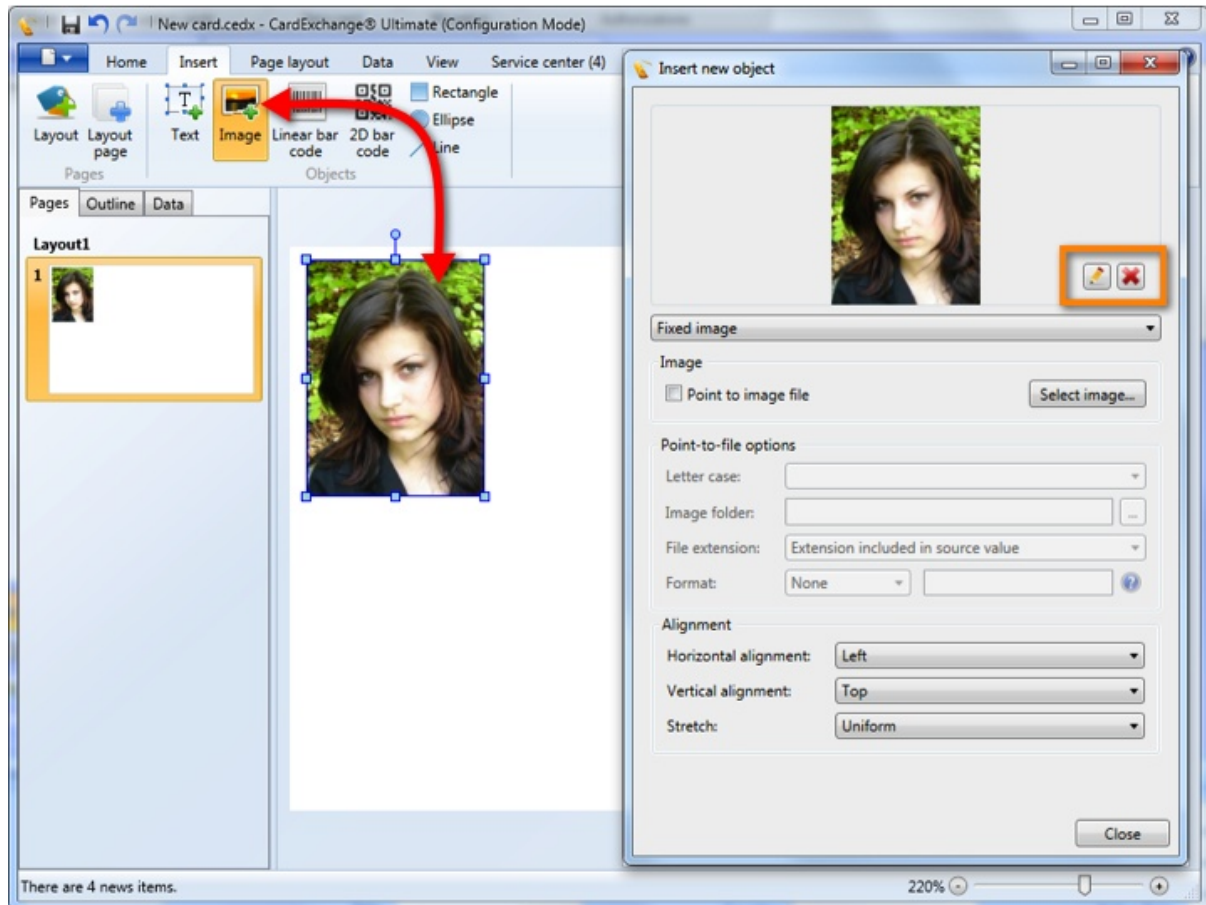 New card.cedx - CardExchange® Ultimate (Configuration Mode)
Home Insert Page layout Data View Service center (4)
Layout
Layout page
Text
Image
Linear bar code
2D bar code
Rectangle
Ellipse
Line
Pages
Objects
Pages Outline Data
Layout1
1
T
Insert new object
Fixed image
Image
Point to image file
Select image...
Point-to-file options
Letter case:
Image folder:
...
File extension: Extension included in source value
Format: None
?
Alignment
Horizontal alignment: Left
Vertical alignment: Top
Stretch: Uniform
Close
There are 4 news items.
220%